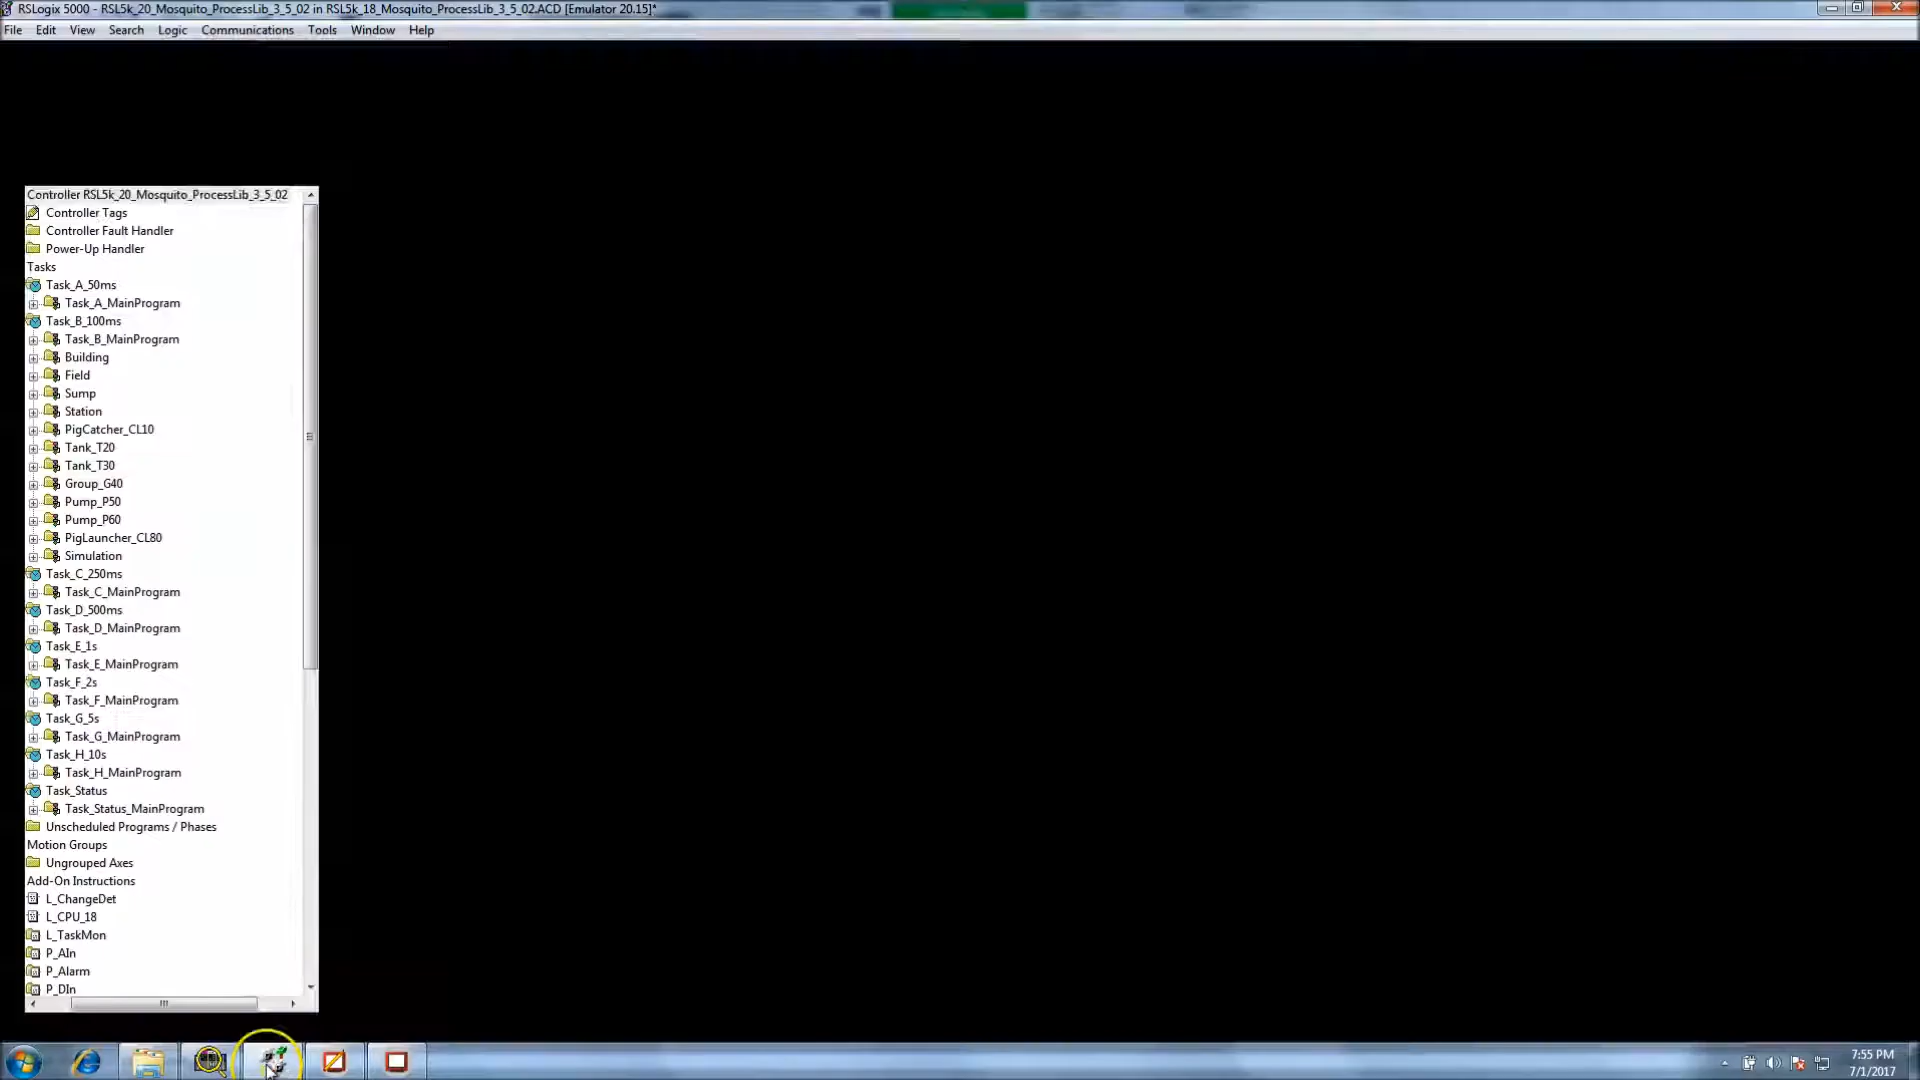 RSLogix 5000 - RSL5k_20_Mosquito_ProcessLib_3_5_02 in RSL5k_18_Mosquito_ProcessLib_3_5_02.ACD [Emulator 20.15]*
File Edit View Search Logic Communications Tools Window Help
Controller RSL5k_20_Mosquito_ProcessLib_3_5_02
Controller Tags
Controller Fault Handler
Power-Up Handler
Tasks
Task_A_50ms
Task_A_MainProgram
Task_B_100ms
Task_B_MainProgram
Building
Field
Sump
Station
PigCatcher_CL10
Tank_T20
Tank_T30
Group_G40
Pump_P50
Pump_P60
PigLauncher_CL80
Simulation
Task_C_250ms
Task_C_MainProgram
Task_D_500ms
Task_D_MainProgram
Task_E_1s
Task_E_MainProgram
Task_F_2s
Task_F_MainProgram
Task_G_5s
Task_G_MainProgram
Task_H_10s
Task_H_MainProgram
Task_Status
Task_Status_MainProgram
Unscheduled Programs / Phases
Motion Groups
Ungrouped Axes
Add-On Instructions
L_ChangeDet
L_CPU_18
L_TaskMon
P_AIn
P_Alarm
P_DIn
7:55 PM
7/1/2017